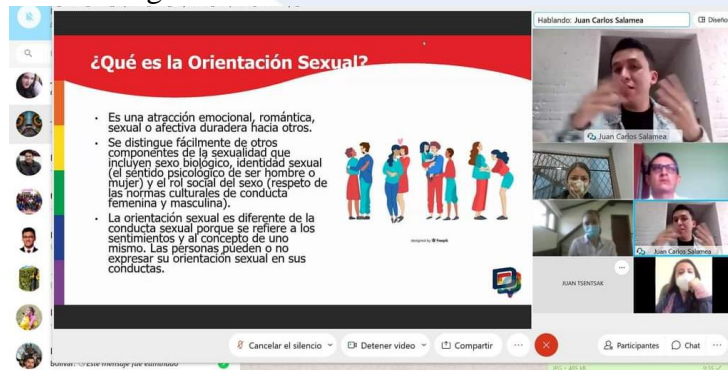 Hablando: Juan Carlos Salamea
Diseño
¿Qué es la Orientación Sexual?
• Es una atracción emocional, romántica,
sexual o afectiva duradera hacia otros.
• Se distingue fácilmente de otros
componentes de la sexualidad que
incluyen sexo biológico, identidad sexual
(el sentido psicológico de ser hombre o
mujer) y el rol social del sexo (respeto de
las normas culturales de conducta
femenina y masculina).
• La orientación sexual es diferente de la
conducta sexual porque se refiere a los
sentimientos y al concepto de uno
mismo. Las personas pueden o no
expresar su orientación sexual en sus
conductas.
designed by freepik
Juan Carlos Salamea
Juan Carlos Salamea
JUAN TSENTSAK
Cancelar el silencio
Detener video
Compartir
Participantes
Chat
Bolívar: Este mensaje fue eliminado